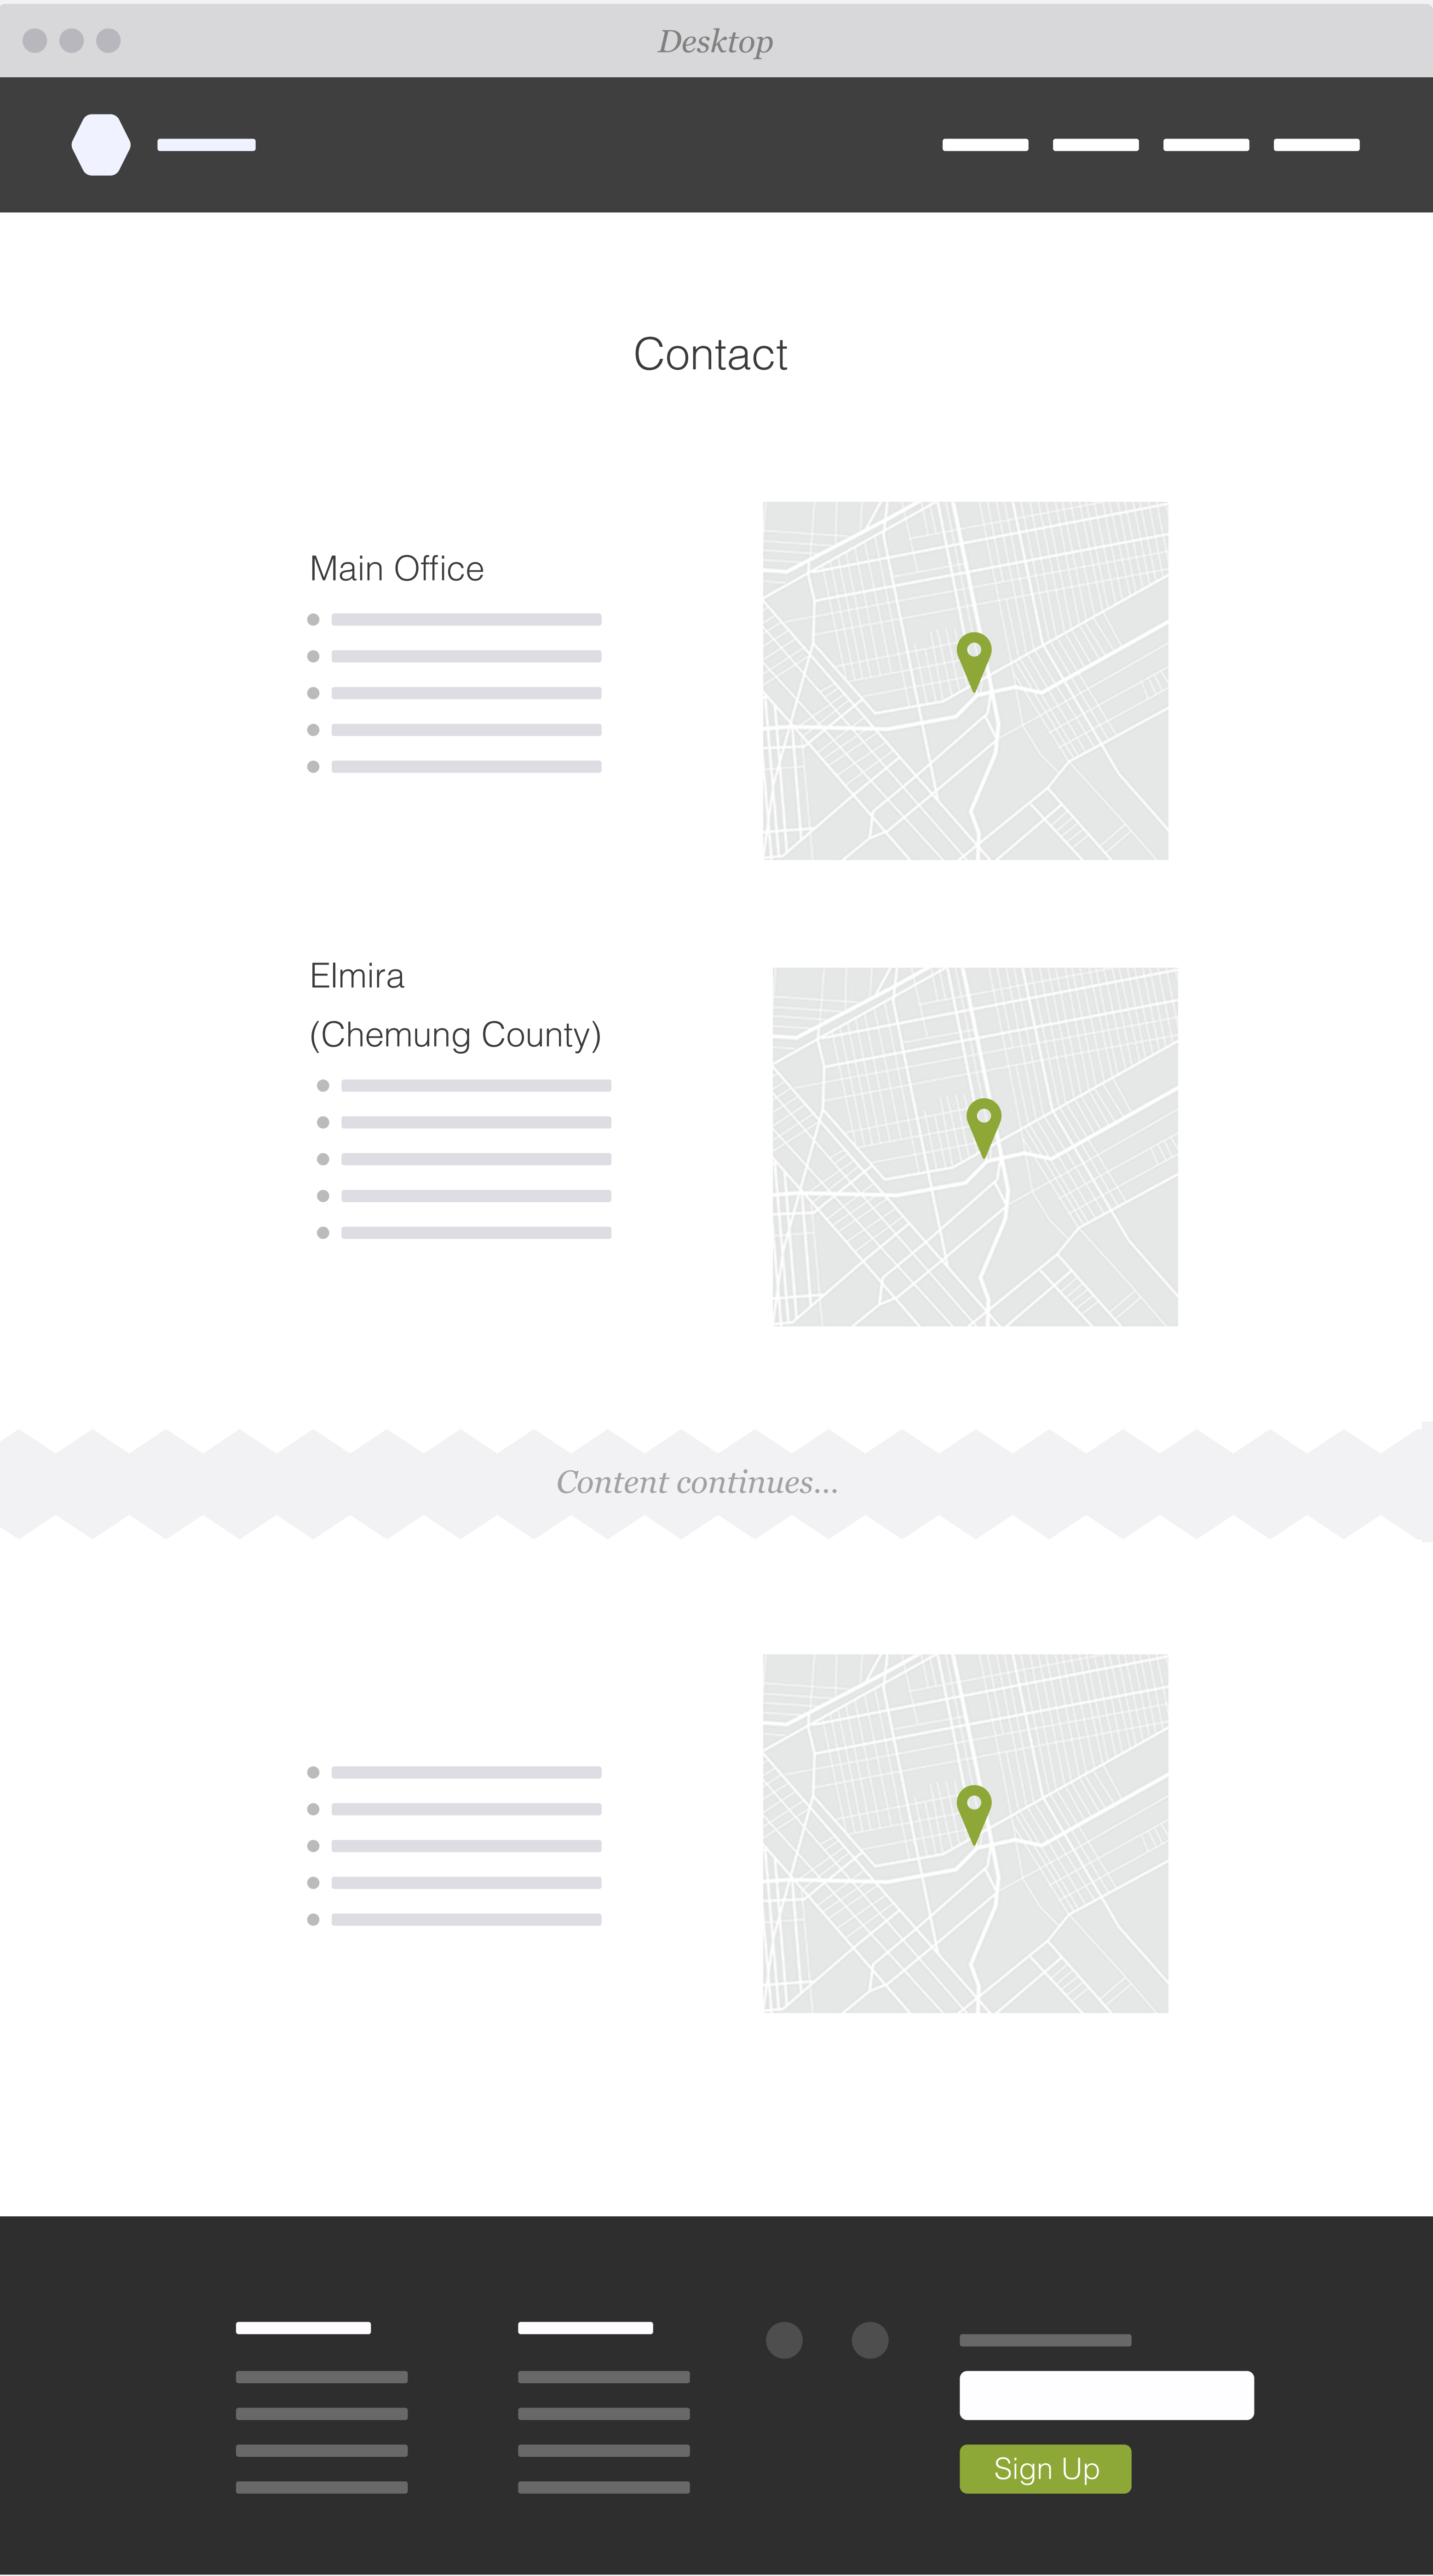 Desktop
Contact
Main Office
Elmira
(Chemung County)
Content continues...
Sign Up